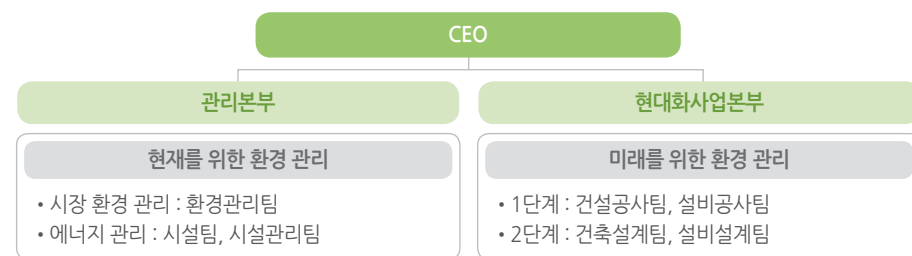 CEO
관리본부
현대화사업본부
현재를 위한 환경 관리
• 시장 환경 관리 : 환경관리팀
• 에너지 관리 : 시설팀, 시설관리팀
미래를 위한 환경 관리
• 1단계 : 건설공사팀, 설비공사팀
• 2단계 : 건축설계팀, 설비설계팀